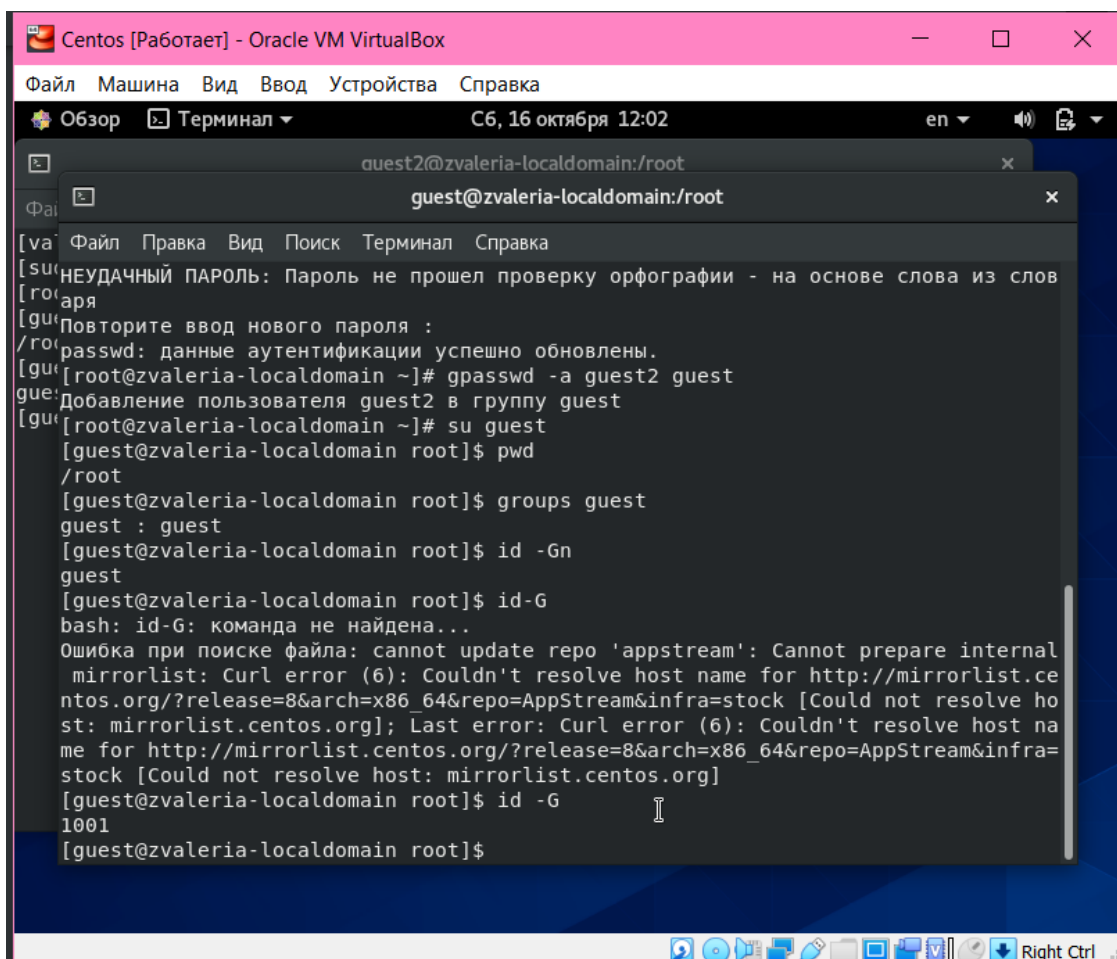 Centos [Работает] - Oracle VM VirtualBox
Файл Машина Вид Ввод Устройства Справка
Обзор Терминал Сб, 16 октября 12:02 en
guest2@zvaleria-localdomain:/root
guest@zvaleria-localdomain:/root
Файл Правка Вид Поиск Терминал Справка
НЕУДАЧНЫЙ ПАРОЛЬ: Пароль не прошел проверку орфографии - на основе слова из слов
аря
Повторите ввод нового пароля :
passwd: данные аутентификации успешно обновлены.
[root@zvaleria-localdomain ~]# gpasswd -a guest2 guest
Добавление пользователя guest2 в группу guest
[root@zvaleria-localdomain ~]# su guest
[guest@zvaleria-localdomain root]$ pwd
/root
[guest@zvaleria-localdomain root]$ groups guest
guest : guest
[guest@zvaleria-localdomain root]$ id -Gn
guest
[guest@zvaleria-localdomain root]$ id-G
bash: id-G: команда не найдена...
Ошибка при поиске файла: cannot update repo 'appstream': Cannot prepare internal
 mirrorlist: Curl error (6): Couldn't resolve host name for http://mirrorlist.ce
ntos.org/?release=8&arch=x86_64&repo=AppStream&infra=stock [Could not resolve ho
st: mirrorlist.centos.org]; Last error: Curl error (6): Couldn't resolve host na
me for http://mirrorlist.centos.org/?release=8&arch=x86_64&repo=AppStream&infra=
stock [Could not resolve host: mirrorlist.centos.org]
[guest@zvaleria-localdomain root]$ id -G
1001
[guest@zvaleria-localdomain root]$
Right Ctrl